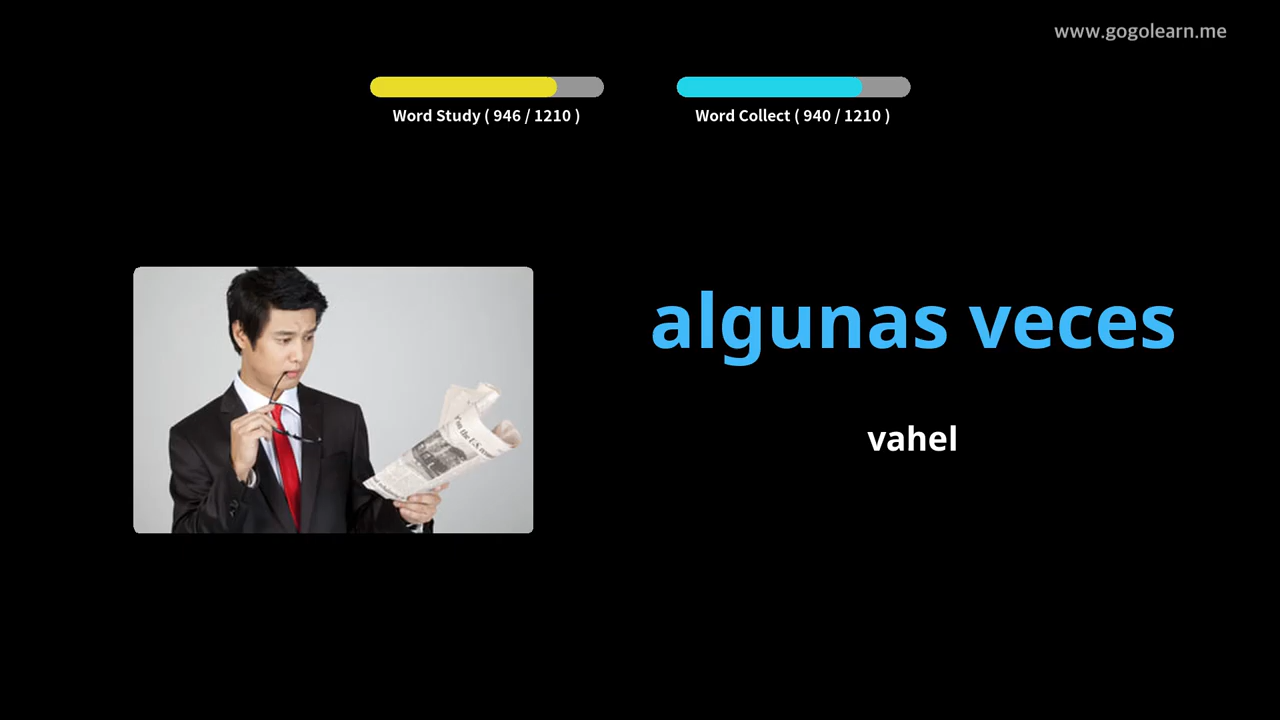 www.gogolearn.me
Word Study ( 946 / 1210 )
Word Collect ( 940 / 1210 )
algunas veces
vahel